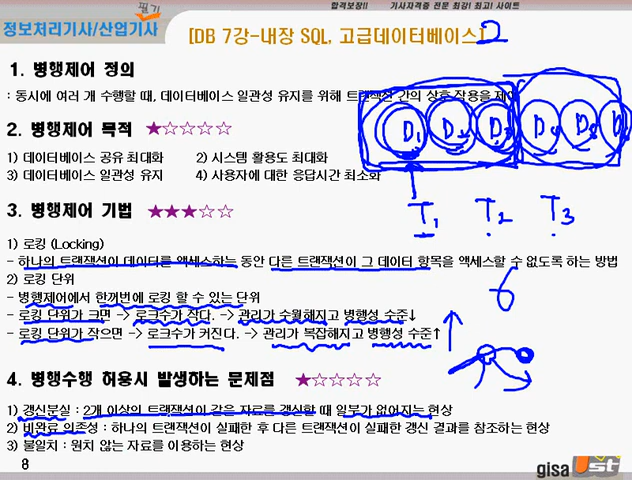 합격보장!! 기사자격증 전문 최강! 최고! 사이트
필기
정보처리기사/산업기사
[DB 7강-내장 SQL, 고급데이터베이스] 2
1. 병행제어 정의
: 동시에 여러 개 수행할 때, 데이터베이스 일관성 유지를 위해 트랜잭션 간의 상호 작용을 제어
D1 D2 D3 D4 D5 D6
2. 병행제어 목적 ★☆☆☆☆
1) 데이터베이스 공유 최대화 2) 시스템 활용도 최대화
3) 데이터베이스 일관성 유지 4) 사용자에 대한 응답시간 최소화
T1 T2 T3
3. 병행제어 기법 ★★★☆☆
1) 로킹 (Locking)
- 하나의 트랜잭션이 데이터를 액세스하는 동안 다른 트랜잭션이 그 데이터 항목을 액세스할 수 없도록 하는 방법
2) 로킹 단위
- 병행제어에서 한꺼번에 로킹 할 수 있는 단위
6
- 로킹 단위가 크면 -> 로크수가 작다. -> 관리가 수월해지고 병행성 수준↓
- 로킹 단위가 작으면 -> 로크수가 커진다. -> 관리가 복잡해지고 병행성 수준↑
4. 병행수행 허용시 발생하는 문제점 ★☆☆☆☆
1) 갱신분실 : 2개 이상의 트랜잭션이 같은 자료를 갱신할 때 일부가 없어지는 현상
2) 비완료 의존성 : 하나의 트랜잭션이 실패한 후 다른 트랜잭션이 실패한 갱신 결과를 참조하는 현상
3) 불일치 : 원치 않는 자료를 이용하는 현상
8
gisa Ust